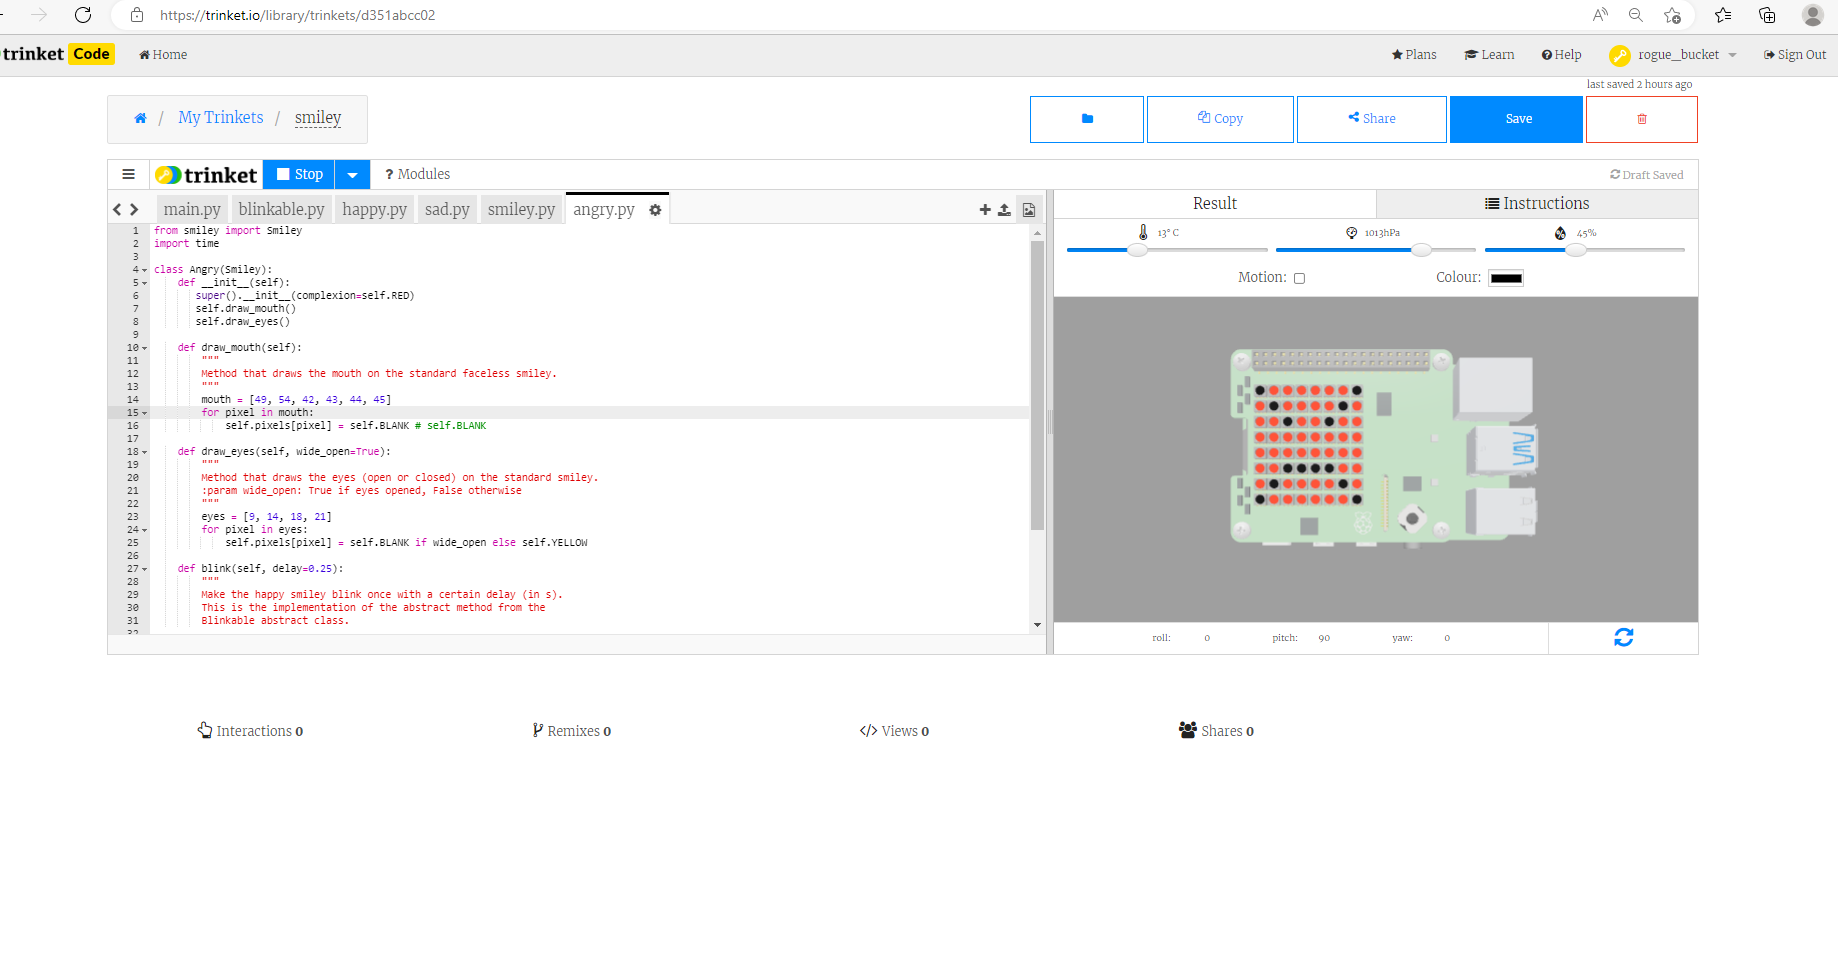 https://trinket.io/library/trinkets/d351abcc02
trinket Code Home Plans Learn Help rogue_bucket Sign Out
last saved 2 hours ago
/ My Trinkets / smiley Copy Share Save
trinket Stop ? Modules Draft Saved
main.py blinkable.py happy.py sad.py smiley.py angry.py
Result Instructions
13° C 1013hPa 45%
Motion: Colour:
1 from smiley import Smiley
2 import time
3
4 class Angry(Smiley):
5 def __init__(self):
6 super().__init__(complexion=self.RED)
7 self.draw_mouth()
8 self.draw_eyes()
9
10 def draw_mouth(self):
11 """
12 Method that draws the mouth on the standard faceless smiley.
13 """
14 mouth = [49, 54, 42, 43, 44, 45]
15 for pixel in mouth:
16 self.pixels[pixel] = self.BLANK # self.BLANK
17
18 def draw_eyes(self, wide_open=True):
19 """
20 Method that draws the eyes (open or closed) on the standard smiley.
21 :param wide_open: True if eyes opened, False otherwise
22 """
23 eyes = [9, 14, 18, 21]
24 for pixel in eyes:
25 self.pixels[pixel] = self.BLANK if wide_open else self.YELLOW
26
27 def blink(self, delay=0.25):
28 """
29 Make the happy smiley blink once with a certain delay (in s).
30 This is the implementation of the abstract method from the
31 Blinkable abstract class.
32
roll: 0 pitch: 90 yaw: 0
Interactions 0 Remixes 0 </> Views 0 Shares 0